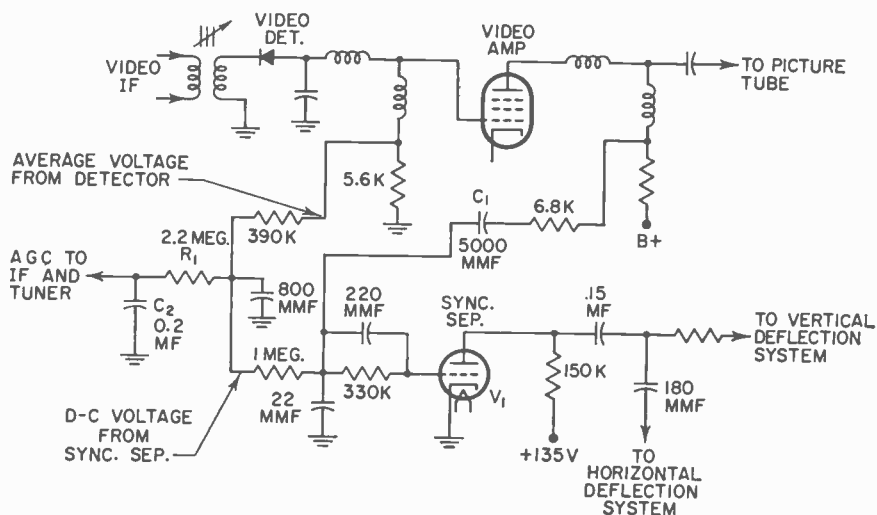 VIDEO
DET.
VIDEO
AMP
VIDEO
IF
TO PICTURE
TUBE
AVERAGE VOLTAGE
FROM DETECTOR
5.6K
C1
5000
MMF
6.8K
B+
390K
2.2 MEG.
R1
AGC TO
IF AND
TUNER
C2
0.2
MF
800
MMF
220
MMF
SYNC.
SEP.
.15
MF
TO VERTICAL
DEFLECTION
SYSTEM
1 MEG.
330K
V1
150K
180
MMF
22
MMF
D-C VOLTAGE
FROM
SYNC. SEP.
+135V
TO
HORIZONTAL
DEFLECTION
SYSTEM